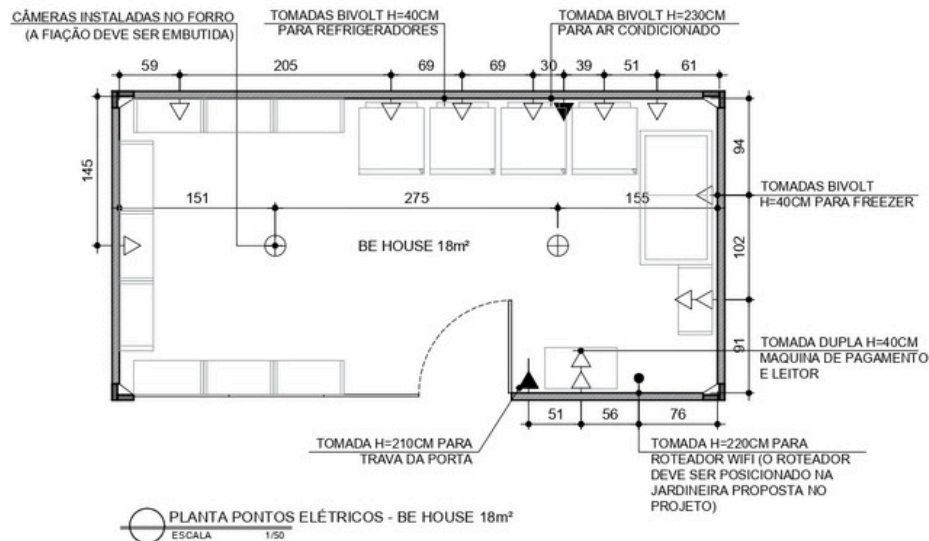 CÂMERAS INSTALADAS NO FORRO
(A FIAÇÃO DEVE SER EMBUTIDA)
TOMADAS BIVOLT H=40CM
PARA REFRIGERADORES
TOMADA BIVOLT H=230CM
PARA AR CONDICIONADO
59
205
69
69
30
39
51
61
145
94
151
275
155
TOMADAS BIVOLT
H=40CM PARA FREEZER
BE HOUSE 18m²
102
91
TOMADA DUPLA H=40CM
MAQUINA DE PAGAMENTO
E LEITOR
51
56
76
TOMADA H=210CM PARA
TRAVA DA PORTA
TOMADA H=220CM PARA
ROTEADOR WIFI (O ROTEADOR
DEVE SER POSICIONADO NA
JARDINEIRA PROPOSTA NO
PROJETO)
PLANTA PONTOS ELÉTRICOS - BE HOUSE 18m²
ESCALA 1/50